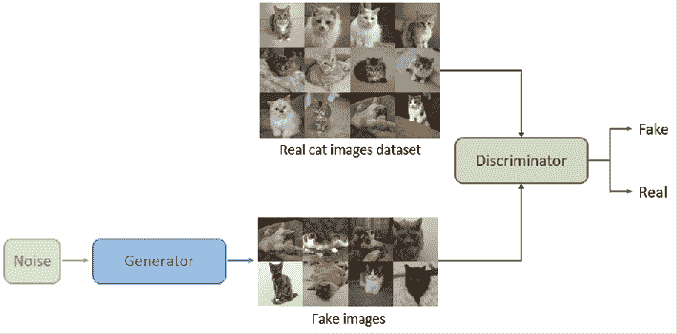 Real cat images dataset
Discriminator
Fake
Real
Noise
Generator
Fake images